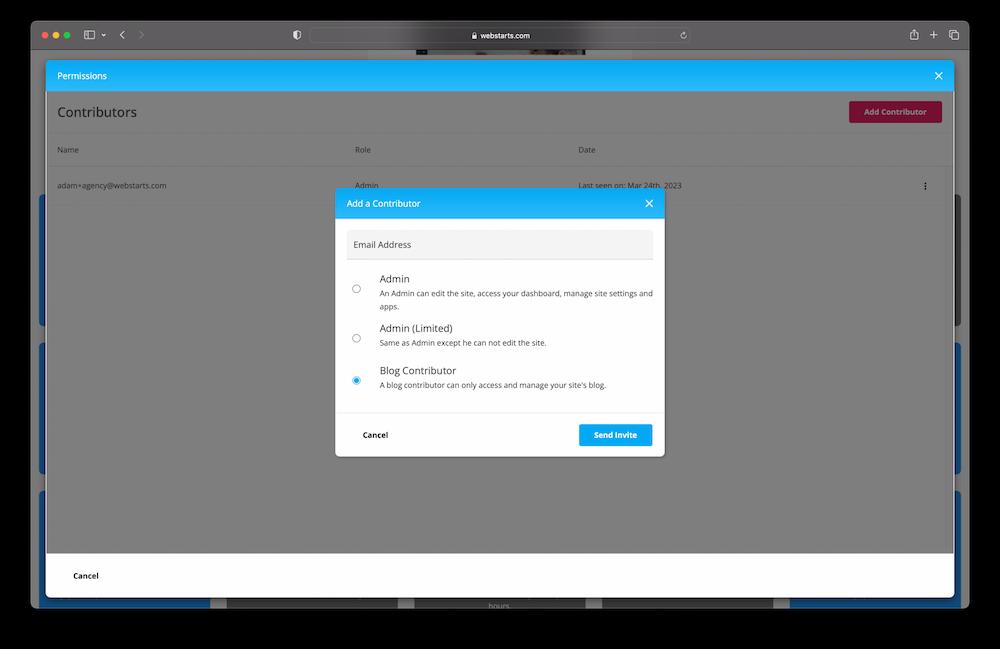 webstarts.com
Permissions
Contributors
Add Contributor
Name Role Date
adam+agency@webstarts.com Admin Last seen on: Mar 24th, 2023
Add a Contributor
Email Address
Admin
An Admin can edit the site, access your dashboard, manage site settings and
apps.
Admin (Limited)
Same as Admin except he can not edit the site.
Blog Contributor
A blog contributor can only access and manage your site's blog.
Cancel
Send Invite
Cancel
hours